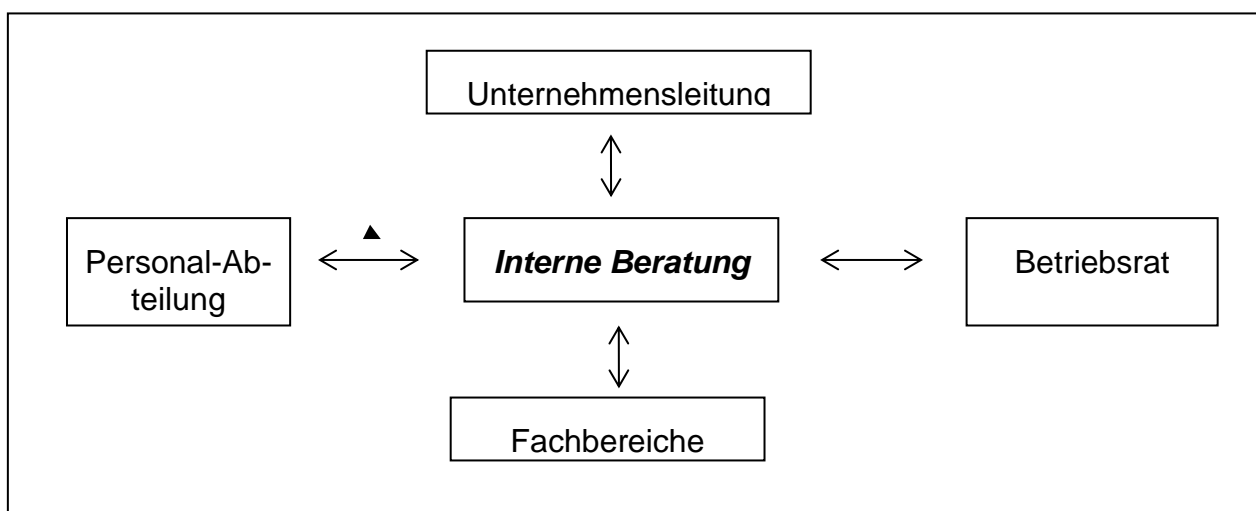 Unternehmensleitung
Personal-Ab-
teilung
Interne Beratung
Betriebsrat
Fachbereiche